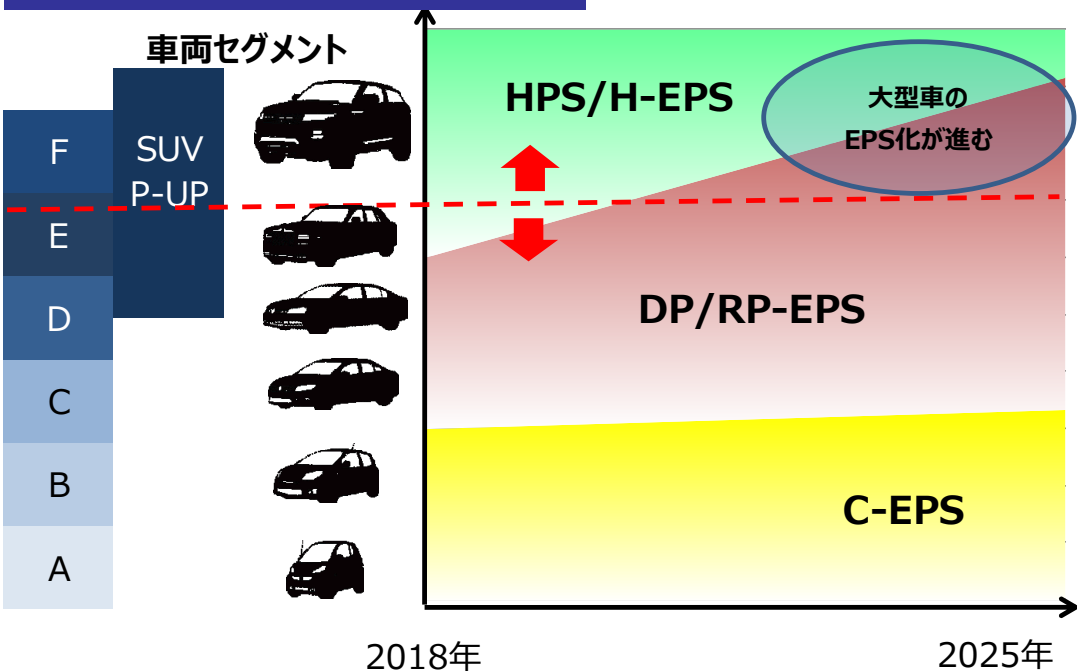 車両セグメント
F
E
D
C
B
A
SUV
P-UP
HPS/H-EPS
大型車の
EPS化が進む
DP/RP-EPS
C-EPS
2018年
2025年